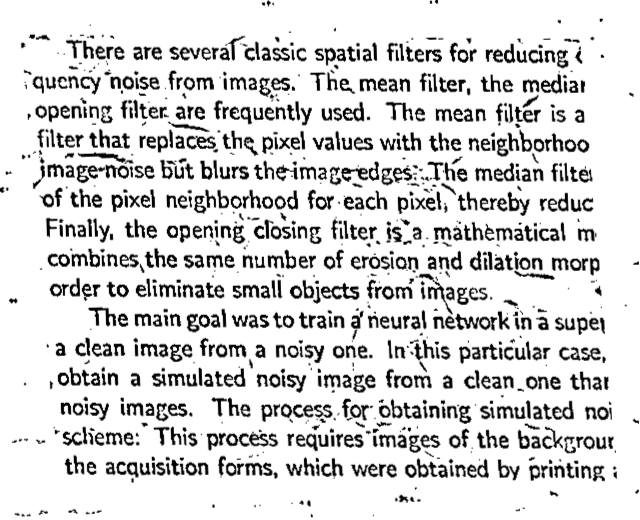 There are several classic spatial filters for reducing
quency noise from images. The mean filter, the median
opening filter are frequently used. The mean filter is a
filter that replaces the pixel values with the neighborhoo
image noise but blurs the image edges. The median filte
of the pixel neighborhood for each pixel, thereby reduc
Finally, the opening closing filter is a mathematical m
combines the same number of erosion and dilation morp
order to eliminate small objects from images.
The main goal was to train a neural network in a super
a clean image from a noisy one. In this particular case,
obtain a simulated noisy image from a clean one than
noisy images. The process for obtaining simulated noi
scheme: This process requires images of the backgroun
the acquisition forms, which were obtained by printing